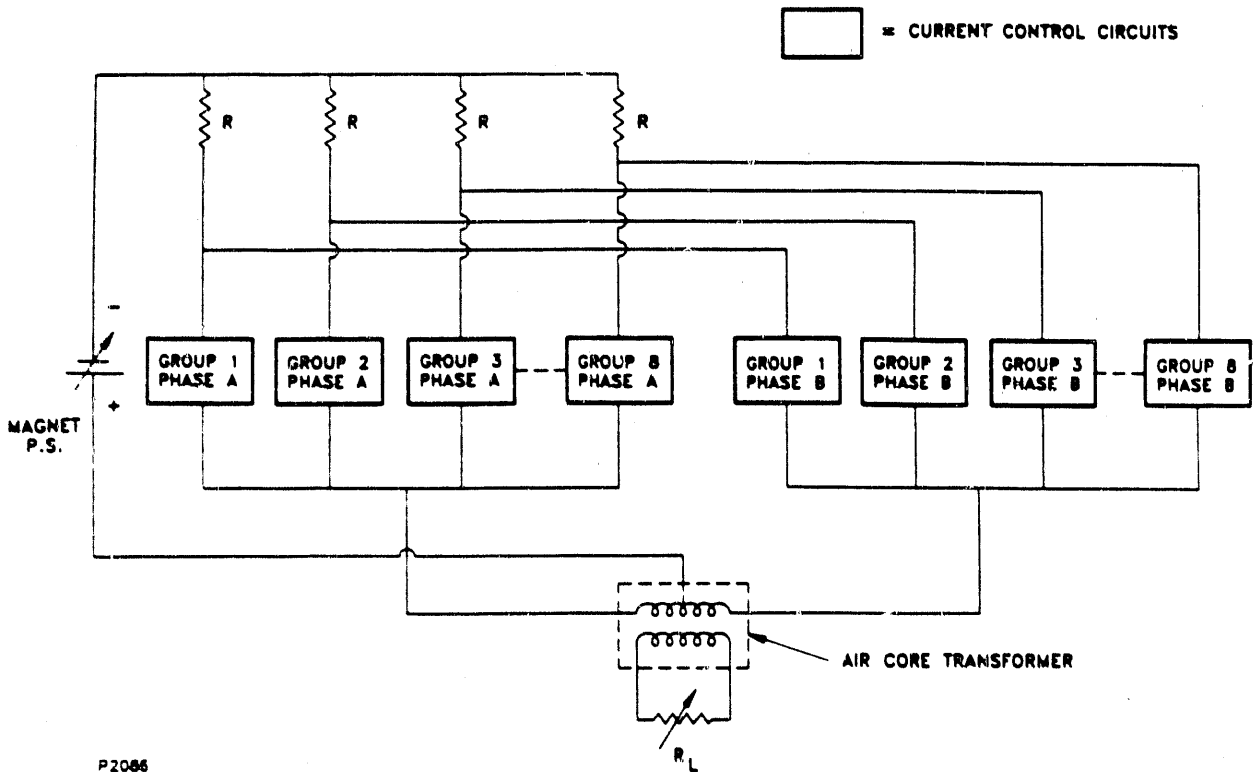 = CURRENT CONTROL CIRCUITS
R R R R
-
GROUP 1
PHASE A
GROUP 2
PHASE A
GROUP 3
PHASE A
GROUP 8
PHASE A
GROUP 1
PHASE B
GROUP 2
PHASE B
GROUP 3
PHASE B
GROUP 8
PHASE B
+
MAGNET
P.S.
AIR CORE TRANSFORMER
R L
P2086